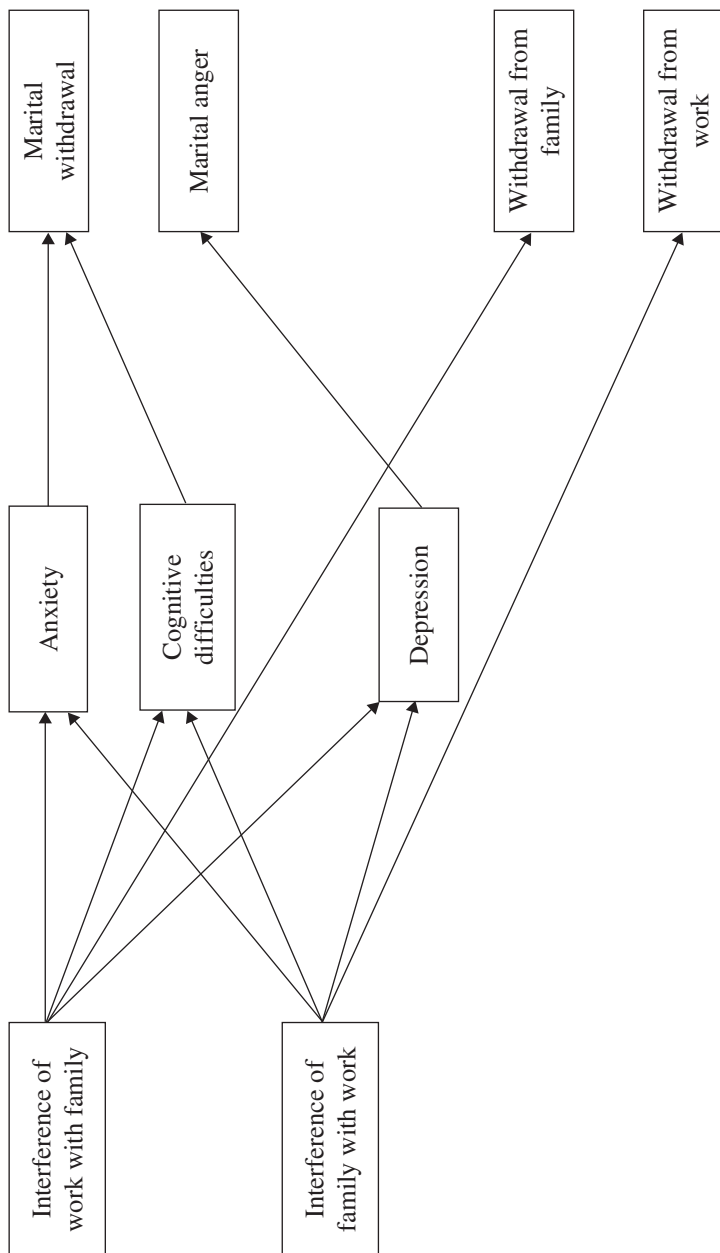 Interference of
work with family
Interference of
family with work
Anxiety
Cognitive
difficulties
Depression
Marital
withdrawal
Marital anger
Withdrawal from
family
Withdrawal from
work